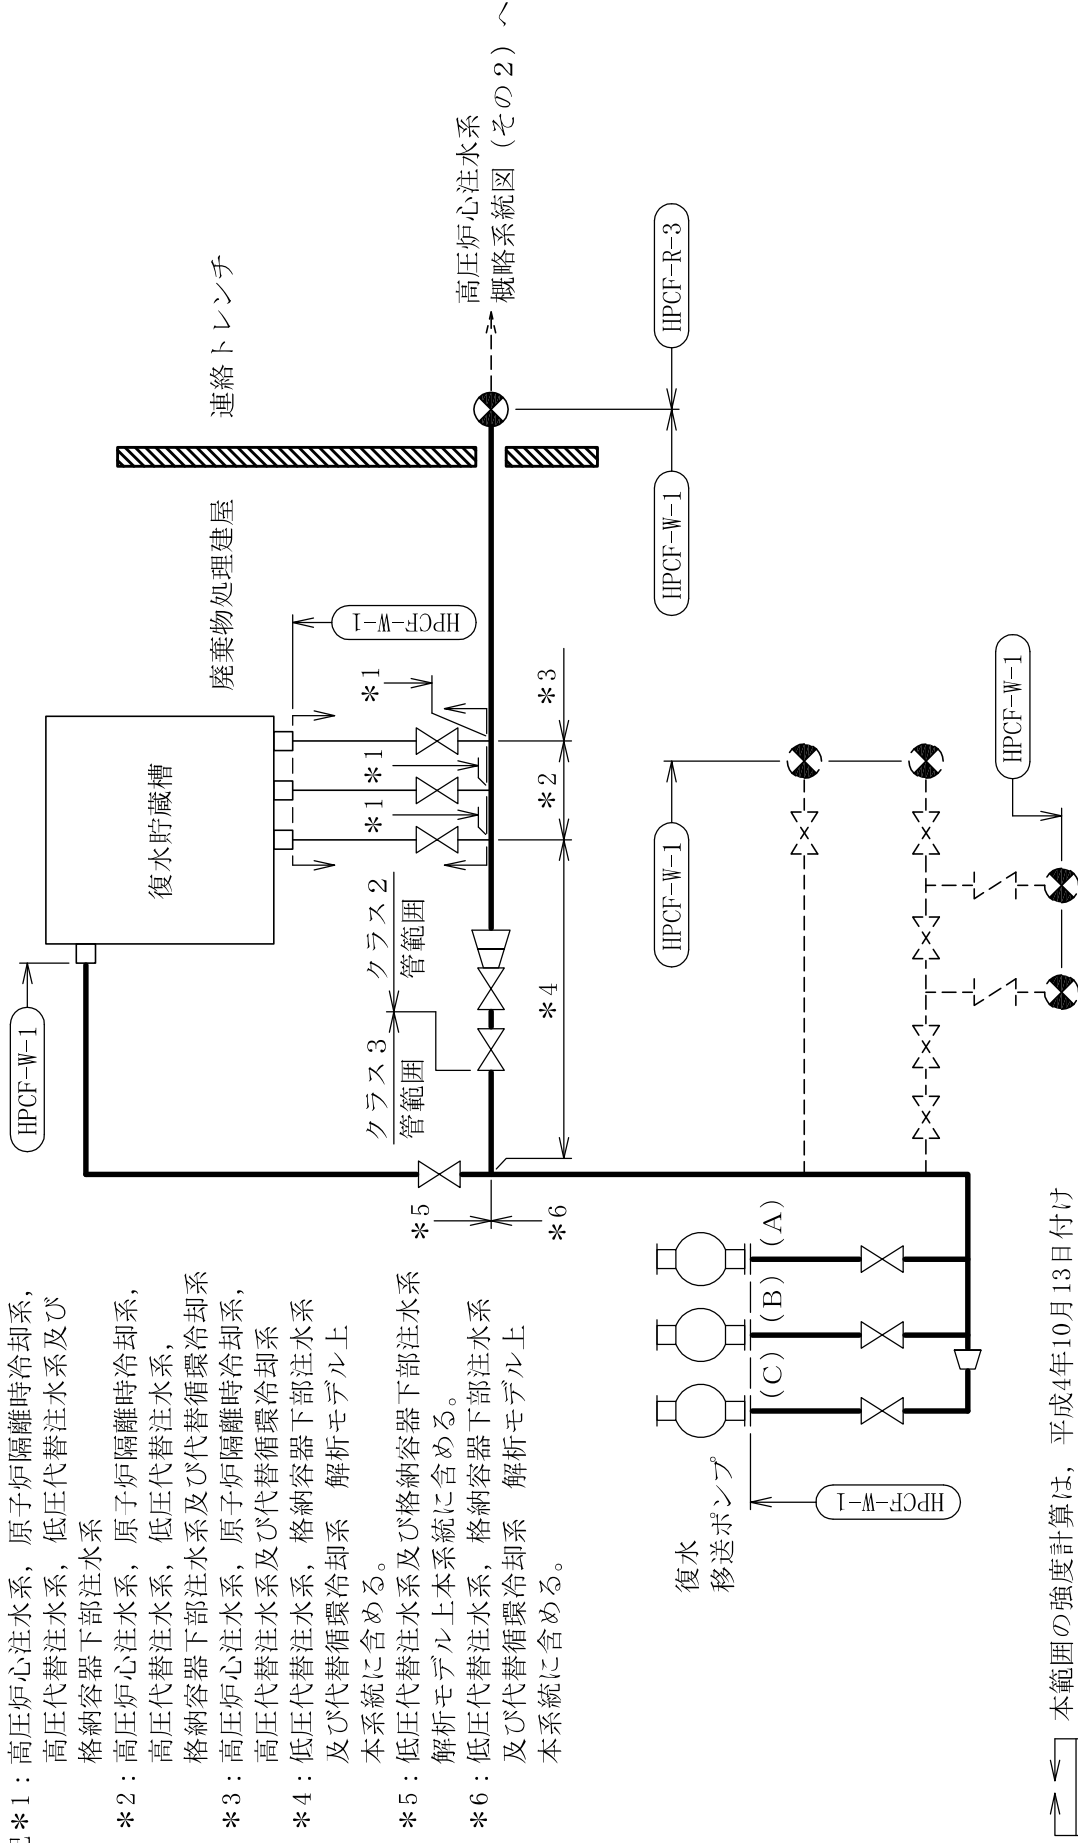 *1：高圧炉心注水系，原子炉隔離時冷却系，
高圧代替注水系，低圧代替注水系及び
格納容器下部注水系
*2：高圧炉心注水系，原子炉隔離時冷却系，
高圧代替注水系，低圧代替注水系，
格納容器下部注水系及び代替循環冷却系
*3：高圧炉心注水系，原子炉隔離時冷却系，
高圧代替注水系及び代替循環冷却系
*4：低圧代替注水系，格納容器下部注水系
及び代替循環冷却系　解析モデル上
本系統に含める。
*5：低圧代替注水系及び格納容器下部注水系
解析モデル上本系統に含める。
*6：低圧代替注水系，格納容器下部注水系
及び代替循環冷却系　解析モデル上
本系統に含める。
HPCF-W-1
復水貯蔵槽
廃棄物処理建屋
連絡トレンチ
HPCF-W-1
*1
*1
*1
クラス3
管範囲
クラス2
管範囲
高圧炉心注水系
概略系統図（その2）へ
*5
*6
*4
*2
*3
HPCF-W-1
HPCF-R-3
HPCF-W-1
HPCF-W-1
復水
移送ポンプ
(C)
(B)
(A)
HPCF-W-1
本範囲の強度計算は，平成4年10月13日付け